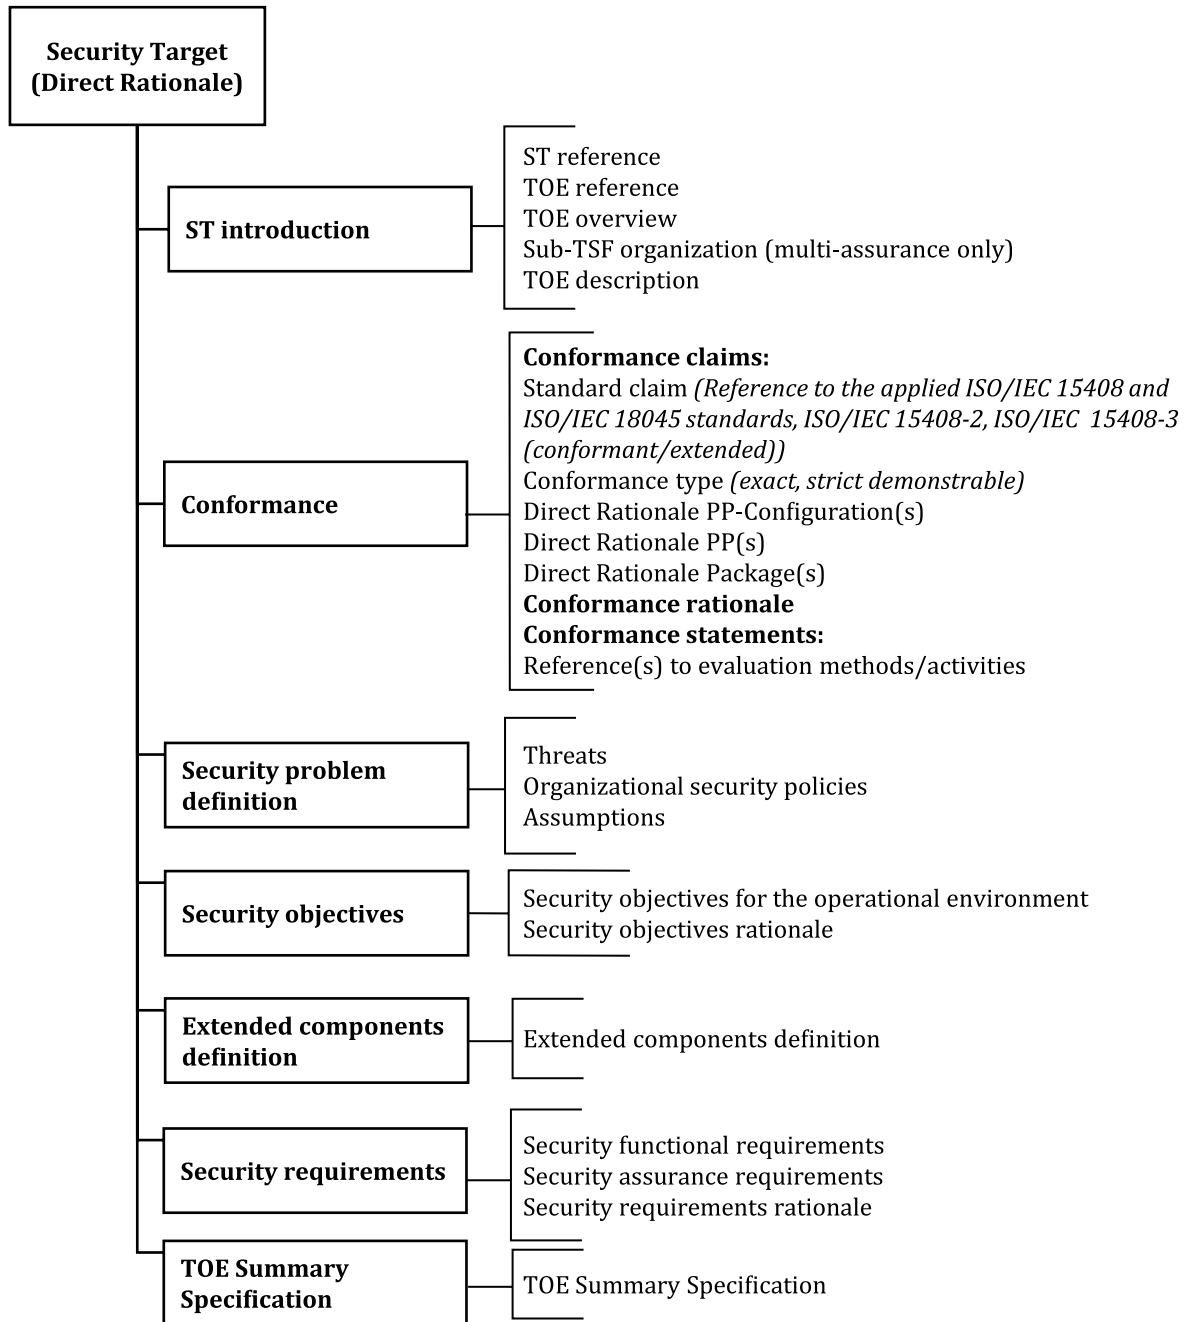 Security Target
(Direct Rationale)
ST introduction
ST reference
TOE reference
TOE overview
Sub-TSF organization (multi-assurance only)
TOE description
Conformance
Conformance claims:
Standard claim (Reference to the applied ISO/IEC 15408 and
ISO/IEC 18045 standards, ISO/IEC 15408-2, ISO/IEC 15408-3
(conformant/extended))
Conformance type (exact, strict demonstrable)
Direct Rationale PP-Configuration(s)
Direct Rationale PP(s)
Direct Rationale Package(s)
Conformance rationale
Conformance statements:
Reference(s) to evaluation methods/activities
Security problem
definition
Threats
Organizational security policies
Assumptions
Security objectives
Security objectives for the operational environment
Security objectives rationale
Extended components
definition
Extended components definition
Security requirements
Security functional requirements
Security assurance requirements
Security requirements rationale
TOE Summary
Specification
TOE Summary Specification